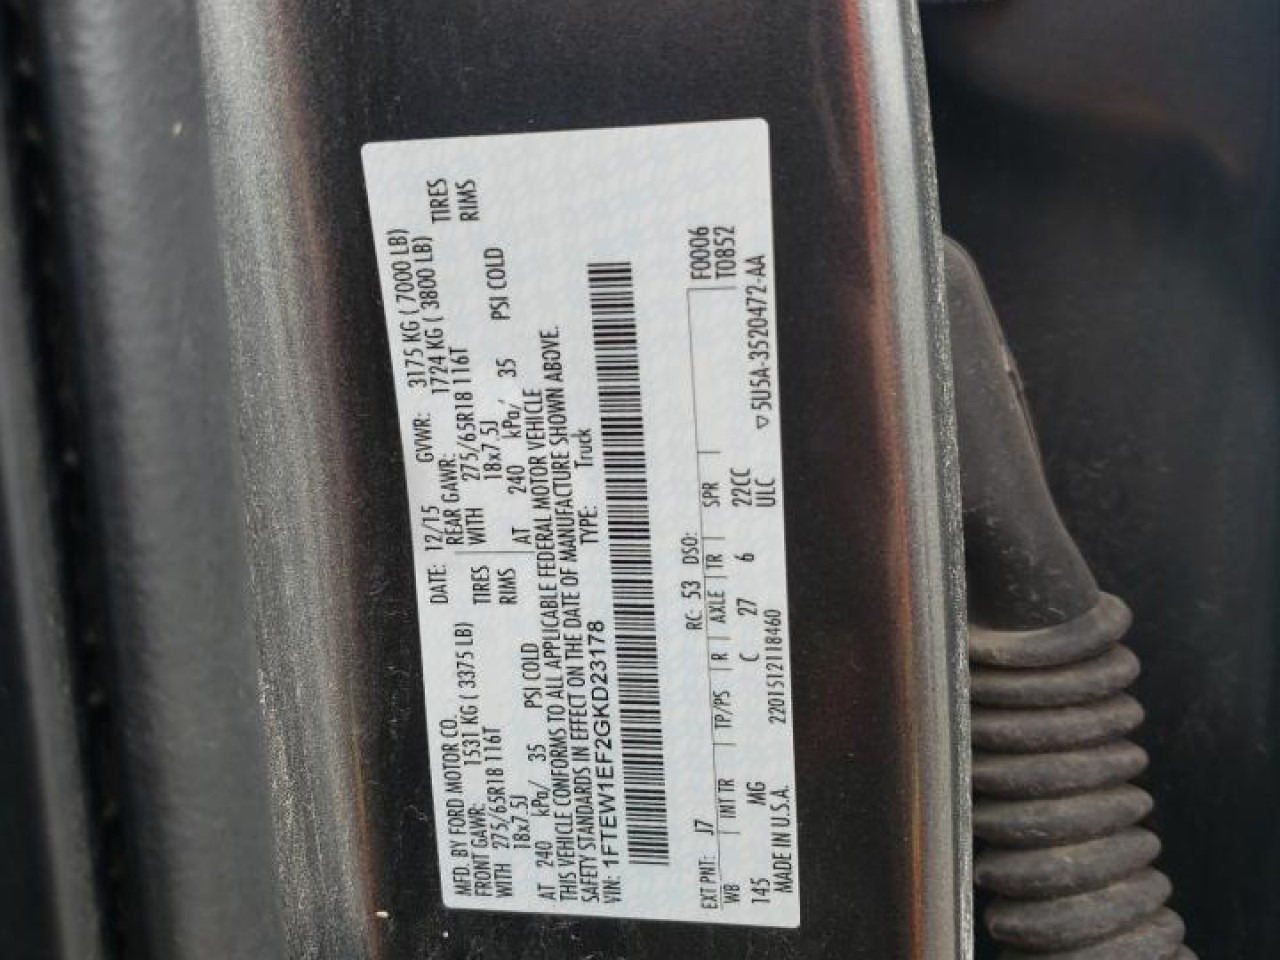 MFD. BY FORD MOTOR CO.
DATE: 12/15 GVWR: 3175 KG ( 7000 LB)
FRONT GAWR: 1531 KG ( 3375 LB)
REAR GAWR: 1724 KG ( 3800 LB)
WITH 275/65R18 116T TIRES
WITH 275/65R18 116T TIRES
18x7.5J RIMS
18x7.5J RIMS
AT 240 kPa/ 35 PSI COLD
AT 240 kPa/ 35 PSI COLD
THIS VEHICLE CONFORMS TO ALL APPLICABLE FEDERAL MOTOR VEHICLE
SAFETY STANDARDS IN EFFECT ON THE DATE OF MANUFACTURE SHOWN ABOVE.
VIN: 1FTEW1EF2GKD23178 TYPE: Truck
EXT PNT: J7 RC: 53 DSO: F0006
WB INT TR TP/PS R AXLE TR SPR T0852
145 MG C 27 6 22CC
MADE IN U.S.A. 2201512118460 ULC ▽5U5A-3520472-AA